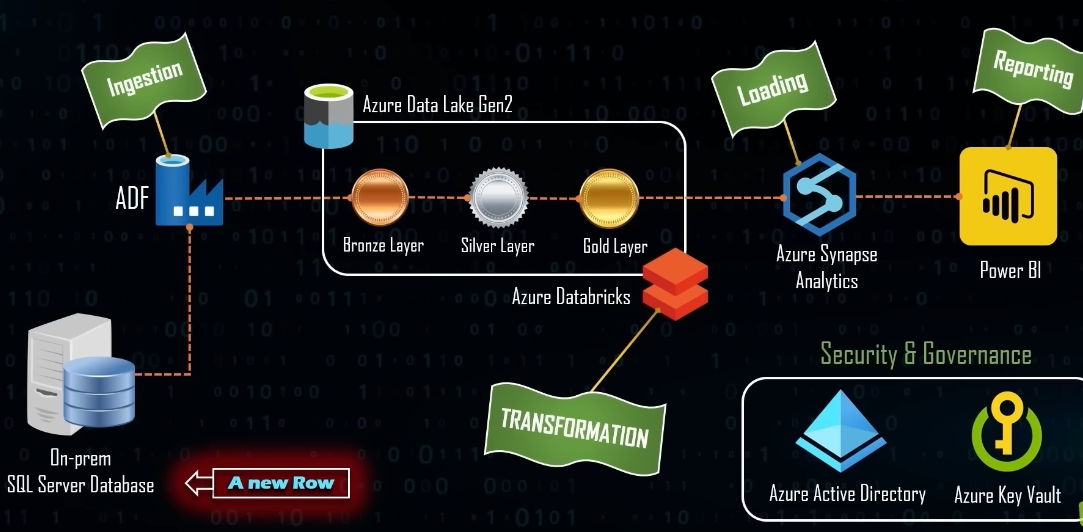 Ingestion
Azure Data Lake Gen2
Loading
Reporting
ADF
Bronze Layer
Silver Layer
Gold Layer
Azure Synapse
Analytics
Power BI
Azure Databricks
TRANSFORMATION
Security & Governance
On-prem
SQL Server Database
A new Row
Azure Active Directory
Azure Key Vault